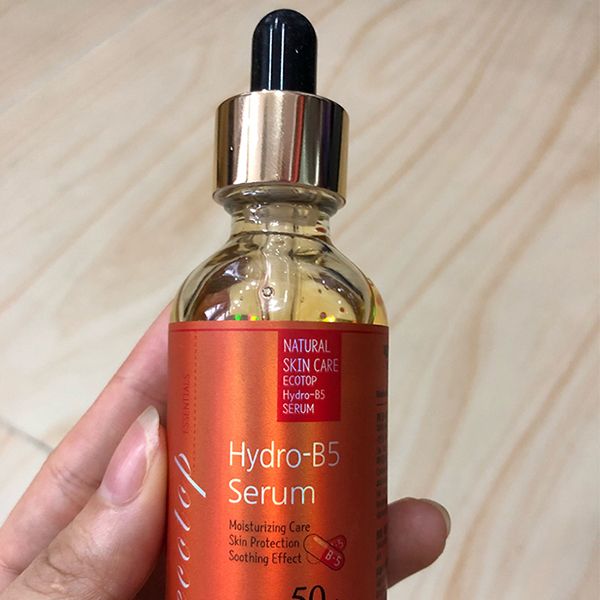 NATURAL
SKIN CARE
ECOTOP
Hydro-B5
SERUM
ESSENTIALS
ecotop
Hydro-B5
Serum
Moisturizing Care
Skin Protection
Soothing Effect
B-5
50